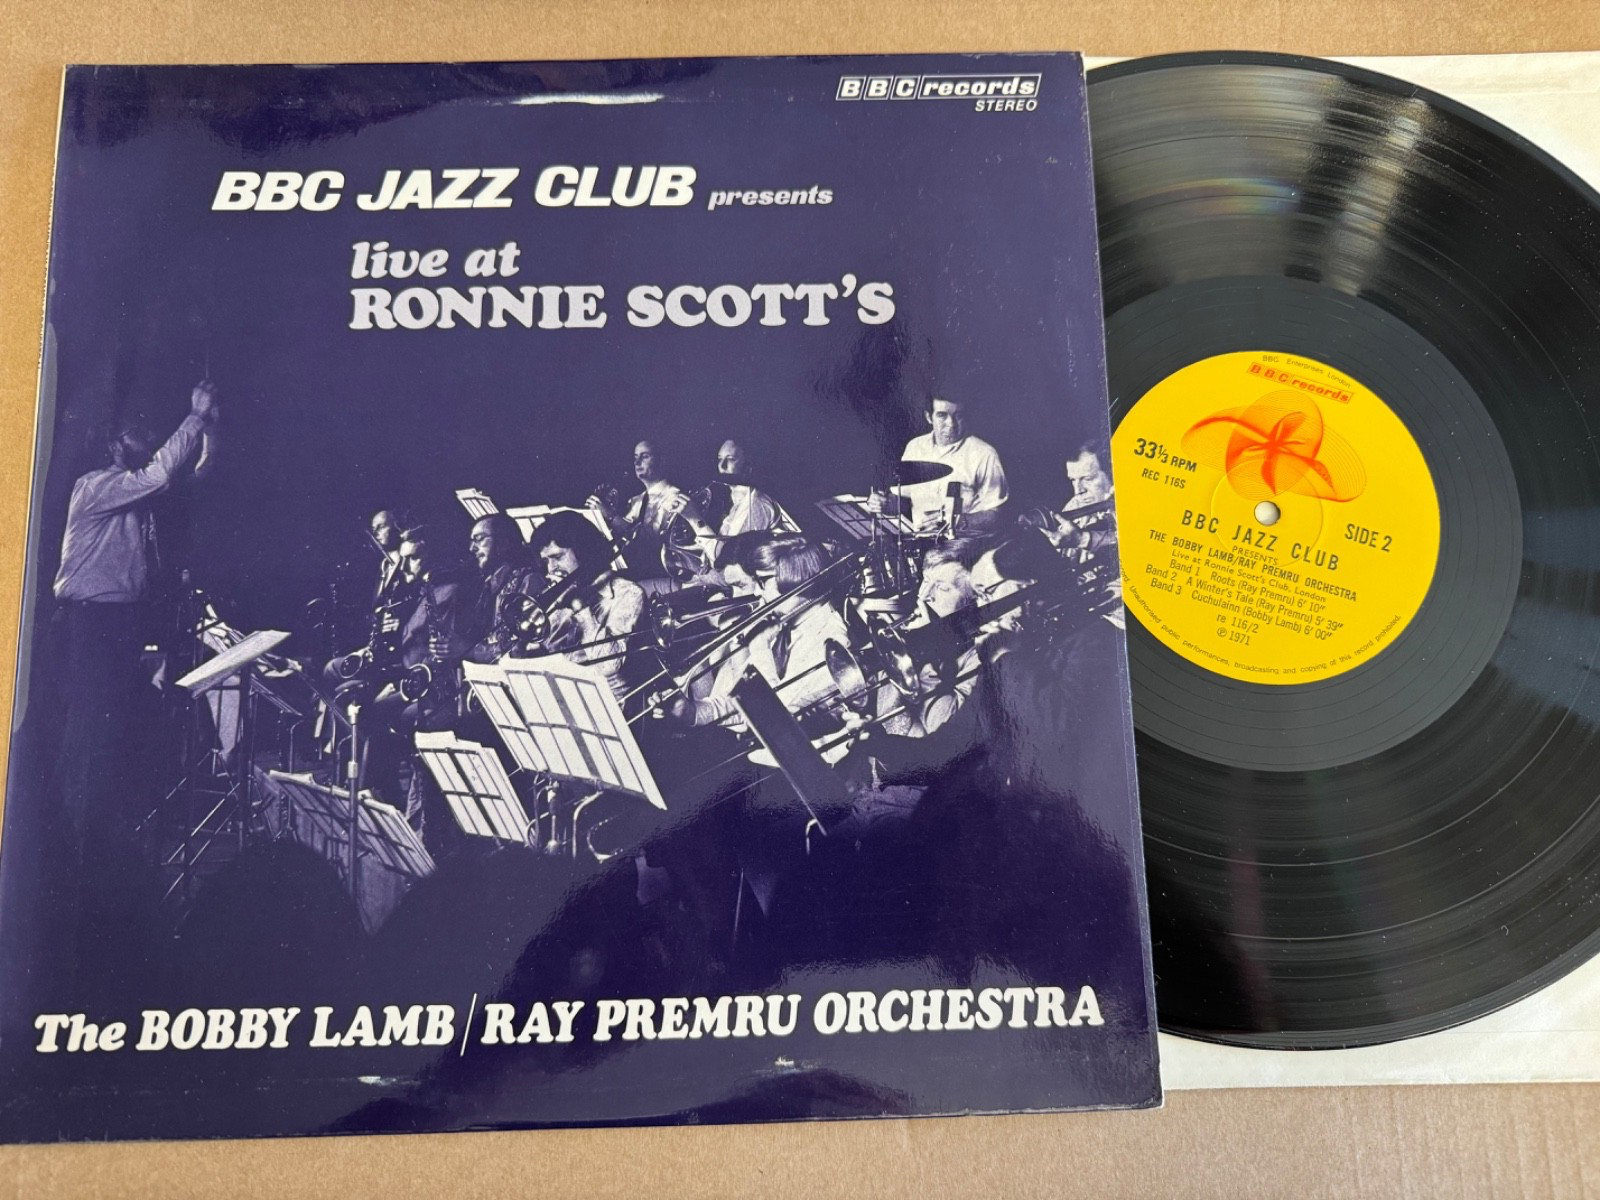 BBC records
STEREO
BBC JAZZ CLUB presents
live at
RONNIE SCOTT'S
The BOBBY LAMB/RAY PREMRU ORCHESTRA
BBC Enterprises London
BBC records
33⅓ RPM
REC 116S
SIDE 2
BBC JAZZ CLUB
PRESENTS
THE BOBBY LAMB/RAY PREMRU ORCHESTRA
Live at Ronnie Scott's Club, London
Band 1 Roots (Ray Premru) 6' 10"
Band 2 A Winter's Tale (Ray Premru) 5' 39"
Band 3 Cuchulainn (Bobby Lamb) 6' 00"
re 116/2
℗ 1971
Unauthorised public performances, broadcasting and copying of this record prohibited.